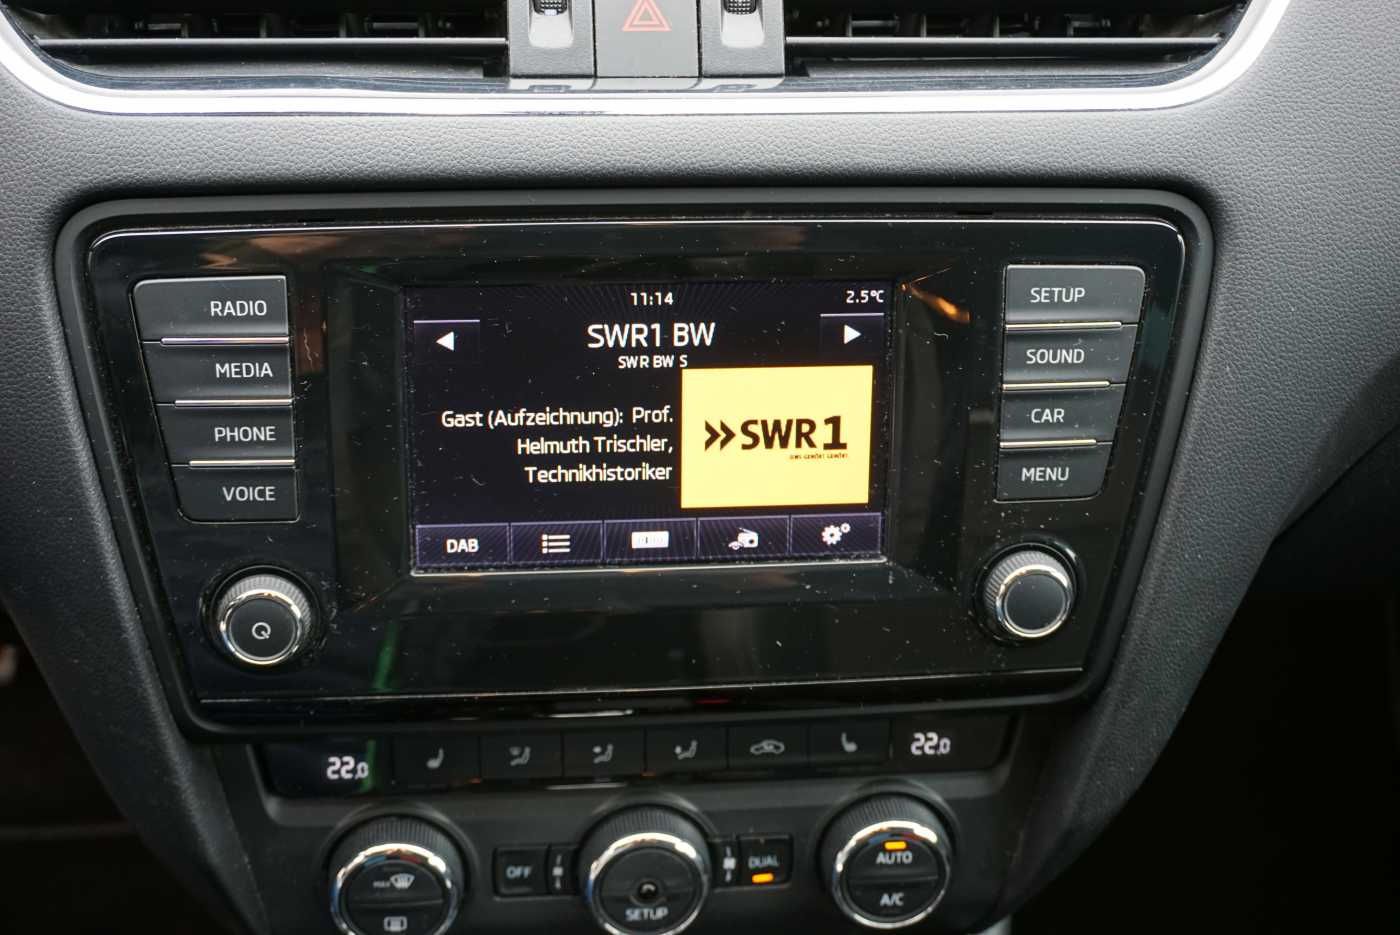 RADIO
MEDIA
PHONE
VOICE
11:14
2.5°C
SWR1 BW
SWR BW S
Gast (Aufzeichnung): Prof.
Helmuth Trischler,
Technikhistoriker
SWR1
DAB
SETUP
SOUND
CAR
MENU
22.0
22.0
MAX
OFF
SETUP
DUAL
AUTO
A/C